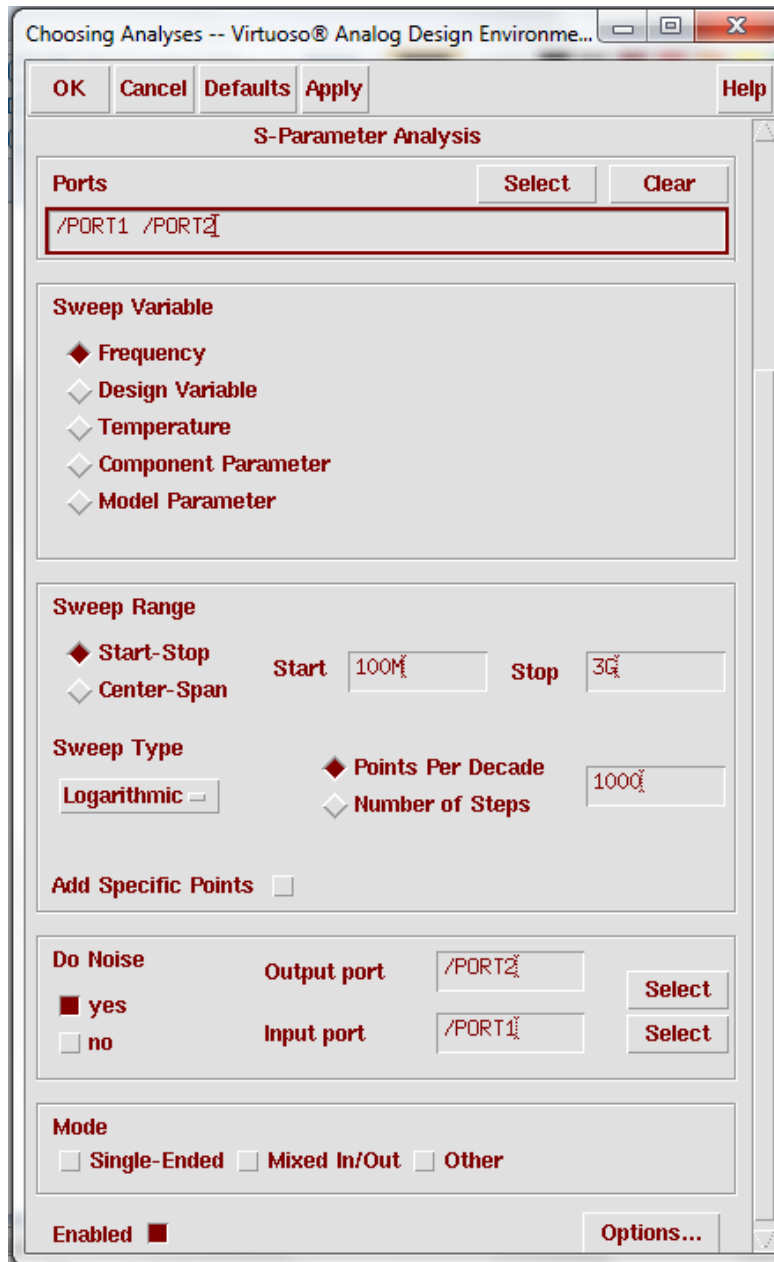 Choosing Analyses -- Virtuoso® Analog Design Environme...
OK Cancel Defaults Apply Help
S-Parameter Analysis
Ports Select Clear
/PORT1 /PORT2
Sweep Variable
Frequency
Design Variable
Temperature
Component Parameter
Model Parameter
Sweep Range
Start-Stop
Center-Span
Start 100M Stop 3G
Sweep Type
Logarithmic
Points Per Decade
Number of Steps
1000
Add Specific Points
Do Noise
yes
no
Output port /PORT2 Select
Input port /PORT1 Select
Mode
Single-Ended Mixed In/Out Other
Enabled Options...